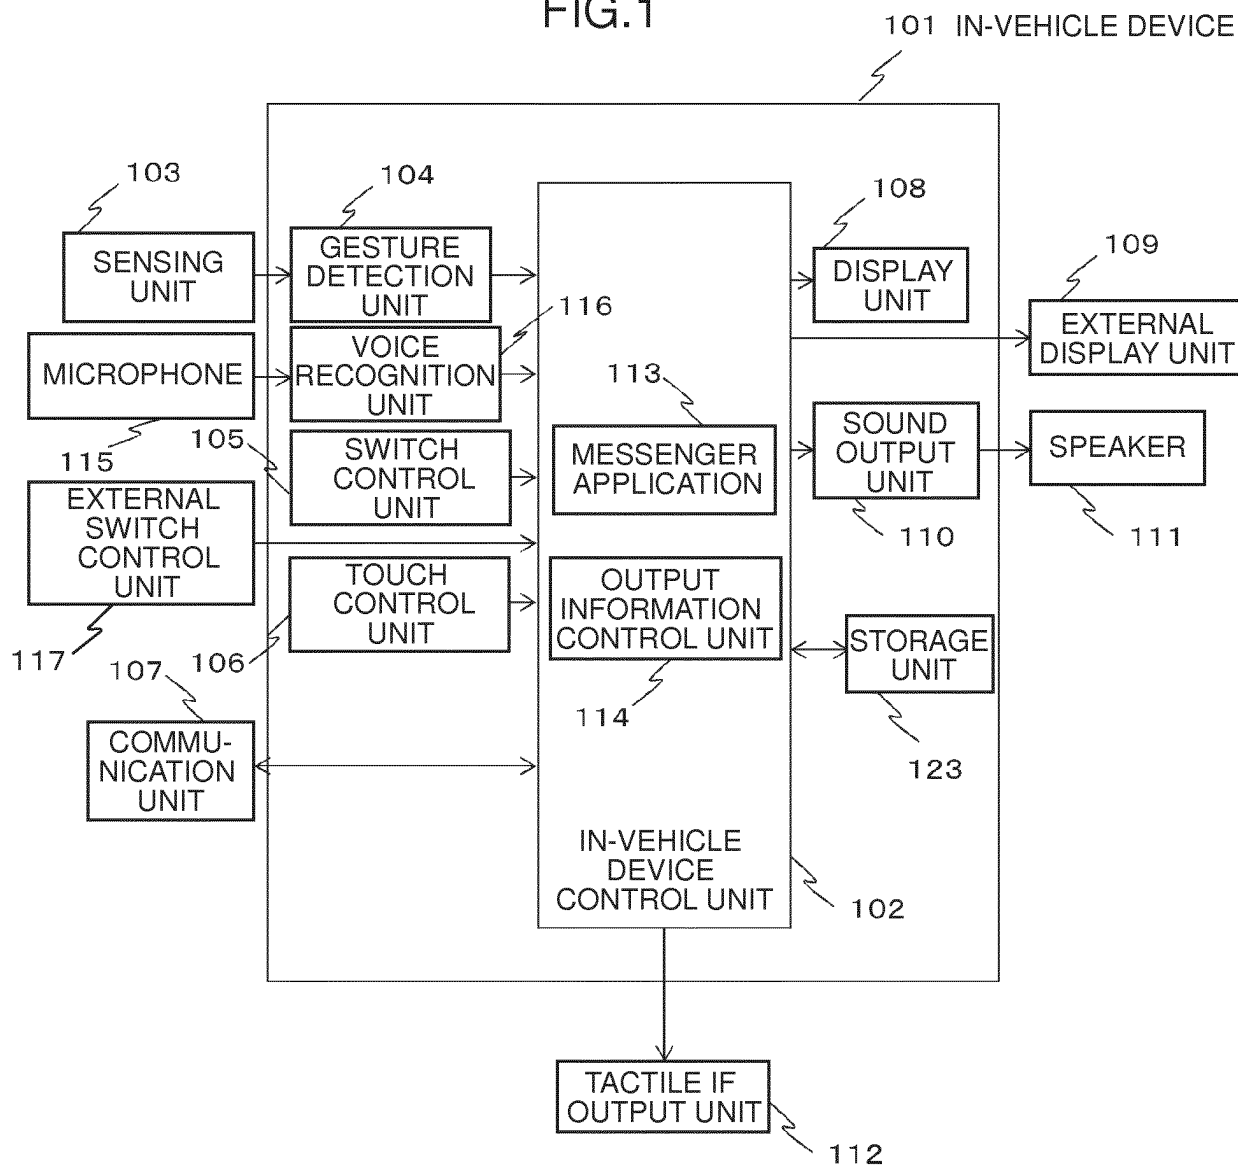 FIG.1
101 IN-VEHICLE DEVICE
103
SENSING
UNIT
104
GESTURE
DETECTION
UNIT
108
DISPLAY
UNIT
109
EXTERNAL
DISPLAY UNIT
MICROPHONE
115
116
VOICE
RECOGNITION
UNIT
113
MESSENGER
APPLICATION
SOUND
OUTPUT
UNIT
110
SPEAKER
111
105
SWITCH
CONTROL
UNIT
EXTERNAL
SWITCH
CONTROL
UNIT
117
TOUCH
CONTROL
UNIT
106
OUTPUT
INFORMATION
CONTROL UNIT
114
STORAGE
UNIT
123
107
COMMU-
NICATION
UNIT
IN-VEHICLE
DEVICE
CONTROL UNIT
102
TACTILE IF
OUTPUT UNIT
112